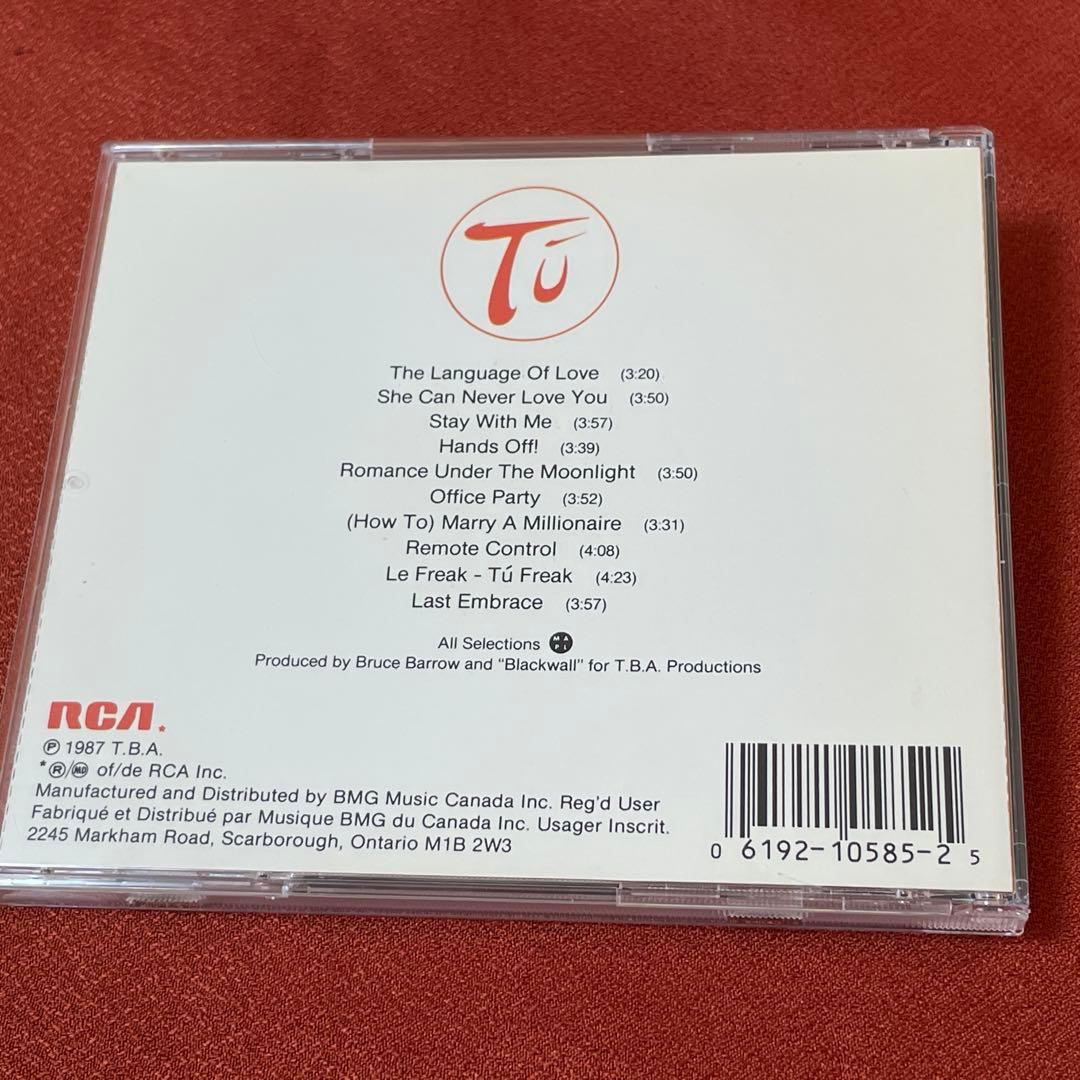 Tú
The Language Of Love (3:20)
She Can Never Love You (3:50)
Stay With Me (3:57)
Hands Off! (3:39)
Romance Under The Moonlight (3:50)
Office Party (3:52)
(How To) Marry A Millionaire (3:31)
Remote Control (4:08)
Le Freak - Tú Freak (4:23)
Last Embrace (3:57)
All Selections MAPL
Produced by Bruce Barrow and "Blackwall" for T.B.A. Productions
RCA*
℗ 1987 T.B.A.
*®/MD of/de RCA Inc.
Manufactured and Distributed by BMG Music Canada Inc. Reg'd User
Fabriqué et Distribué par Musique BMG du Canada Inc. Usager Inscrit.
2245 Markham Road, Scarborough, Ontario M1B 2W3
0 6192-10585-2 5